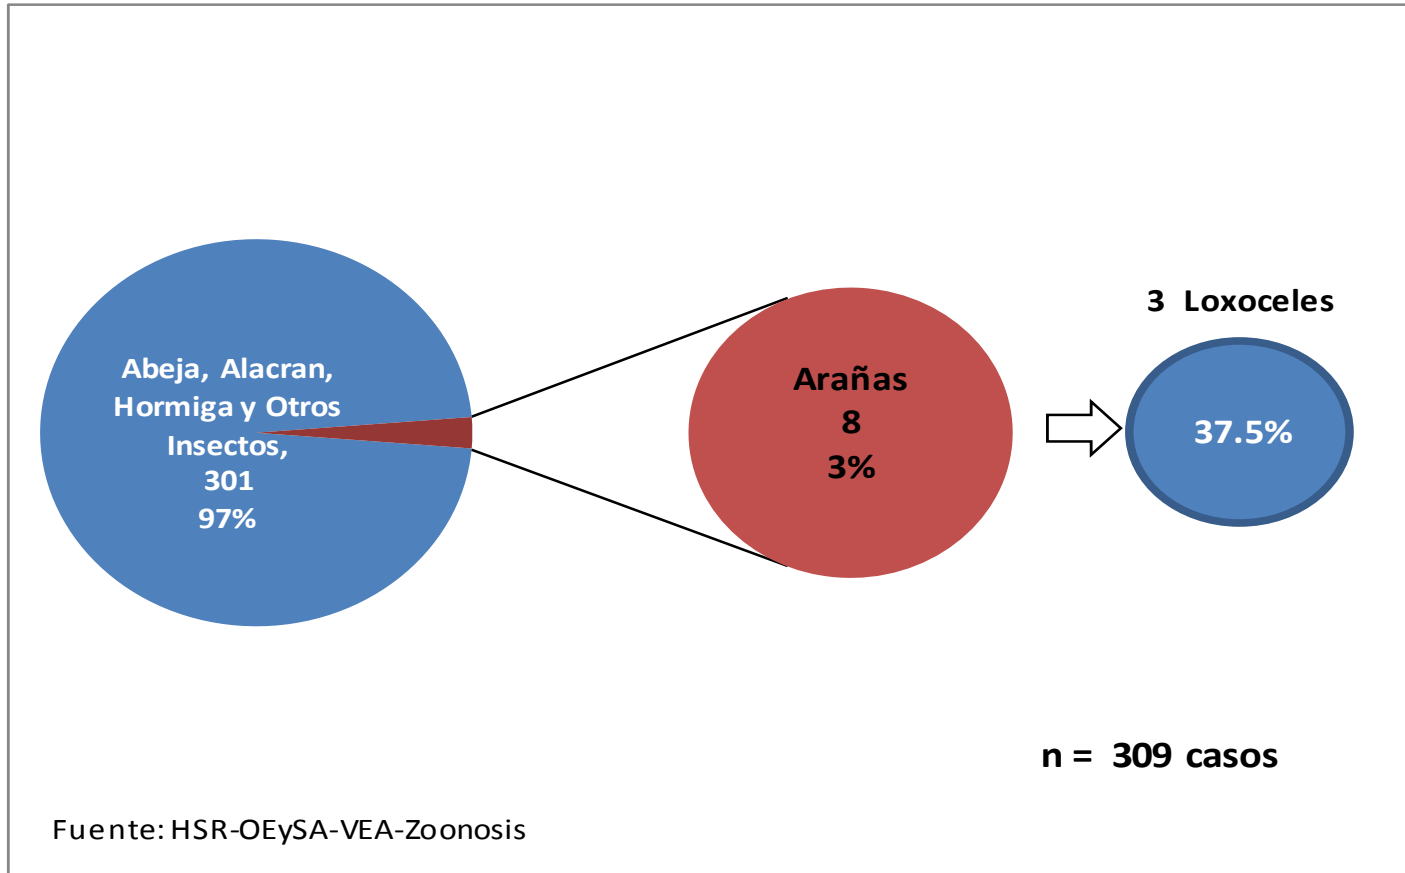 Abeja, Alacran,
Hormiga y Otros
Insectos,
301
97%
Arañas
8
3%
3 Loxoceles
37.5%
n = 309 casos
Fuente: HSR-OEySA-VEA-Zoonosis